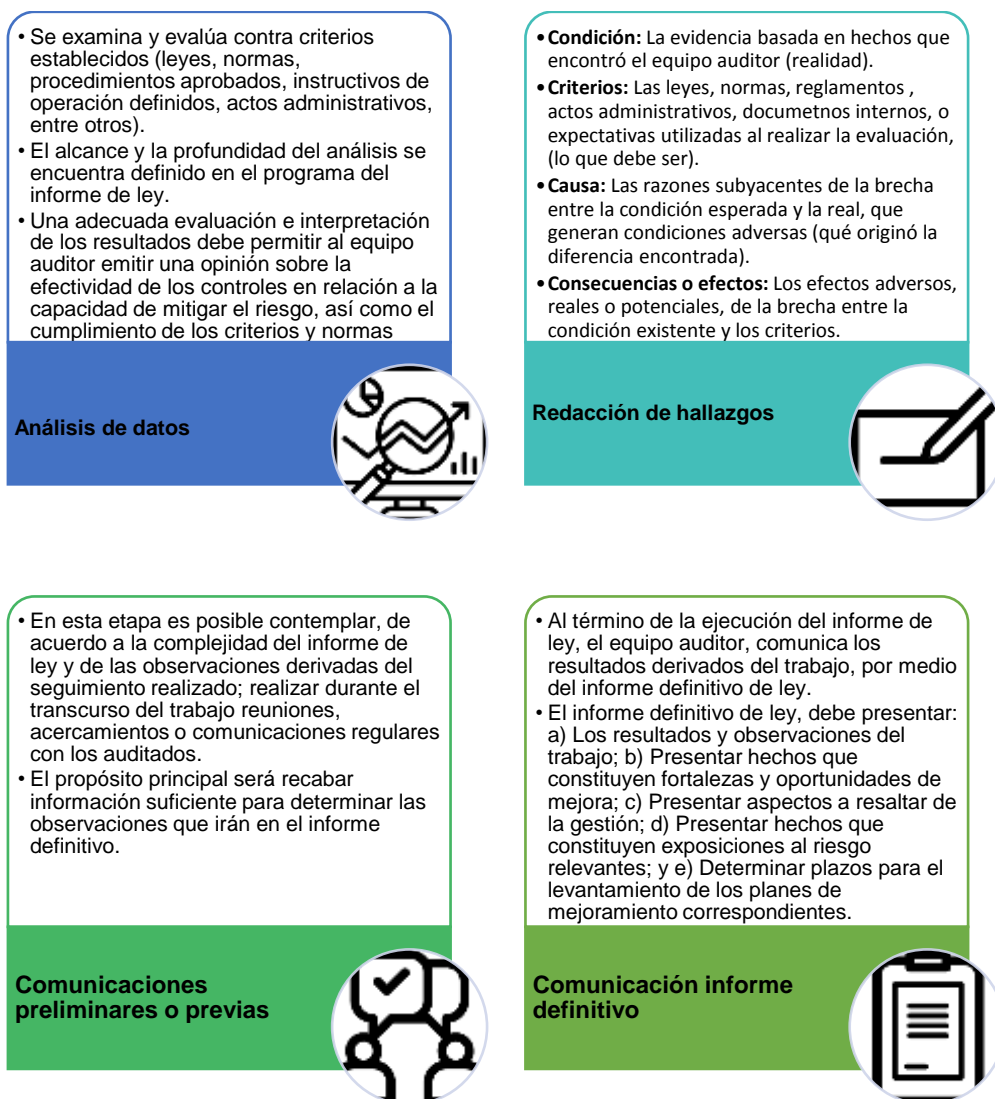 • Se examina y evalúa contra criterios
establecidos (leyes, normas,
procedimientos aprobados, instructivos de
operación definidos, actos administrativos,
entre otros).
• El alcance y la profundidad del análisis se
encuentra definido en el programa del
informe de ley.
• Una adecuada evaluación e interpretación
de los resultados debe permitir al equipo
auditor emitir una opinión sobre la
efectividad de los controles en relación a la
capacidad de mitigar el riesgo, así como el
cumplimiento de los criterios y normas
Análisis de datos
•Condición: La evidencia basada en hechos que
encontró el equipo auditor (realidad).
•Criterios: Las leyes, normas, reglamentos ,
actos administrativos, documetnos internos, o
expectativas utilizadas al realizar la evaluación,
(lo que debe ser).
•Causa: Las razones subyacentes de la brecha
entre la condición esperada y la real, que
generan condiciones adversas (qué originó la
diferencia encontrada).
•Consecuencias o efectos: Los efectos adversos,
reales o potenciales, de la brecha entre la
condición existente y los criterios.
Redacción de hallazgos
• En esta etapa es posible contemplar, de
acuerdo a la complejidad del informe de
ley y de las observaciones derivadas del
seguimiento realizado; realizar durante el
transcurso del trabajo reuniones,
acercamientos o comunicaciones regulares
con los auditados.
• El propósito principal será recabar
información suficiente para determinar las
observaciones que irán en el informe
definitivo.
Comunicaciones
preliminares o previas
• Al término de la ejecución del informe de
ley, el equipo auditor, comunica los
resultados derivados del trabajo, por medio
del informe definitivo de ley.
• El informe definitivo de ley, debe presentar:
a) Los resultados y observaciones del
trabajo; b) Presentar hechos que
constituyen fortalezas y oportunidades de
mejora; c) Presentar aspectos a resaltar de
la gestión; d) Presentar hechos que
constituyen exposiciones al riesgo
relevantes; y e) Determinar plazos para el
levantamiento de los planes de
mejoramiento correspondientes.
Comunicación informe
definitivo